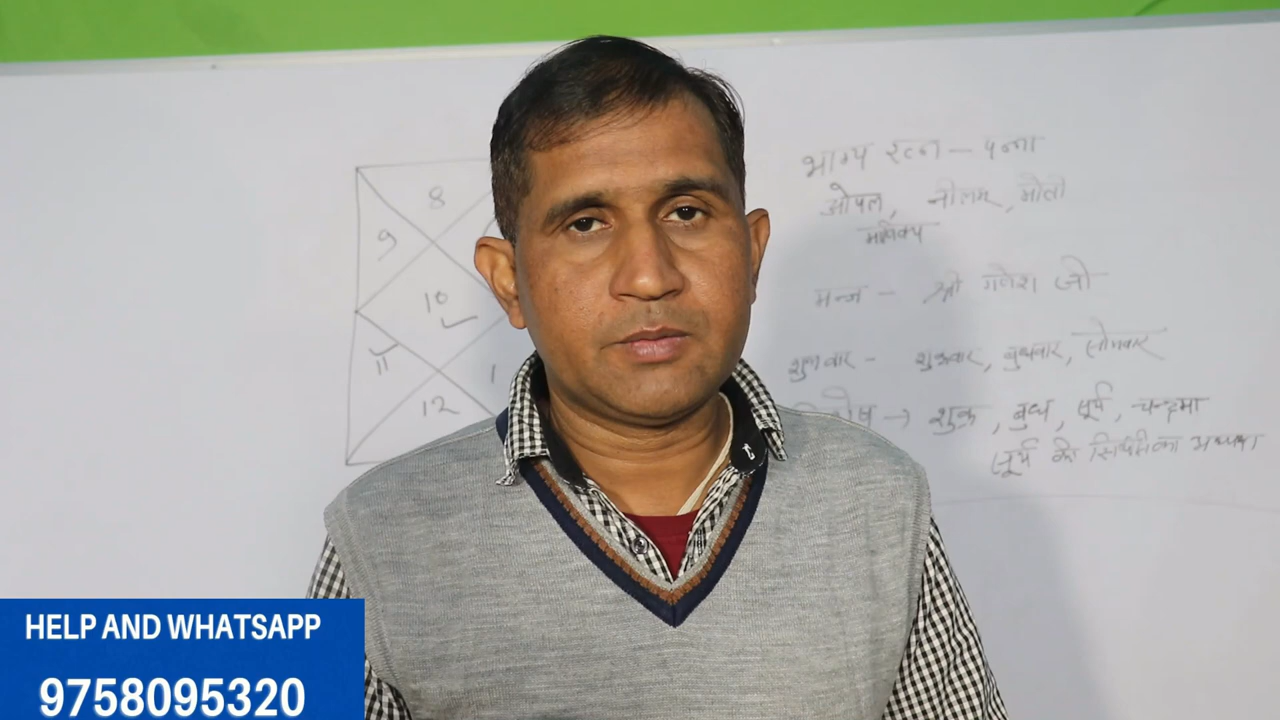 8
9
10
11
12
1
भाग्य रत्न - पन्ना
ओपल, नीलम, मोती
मणिक्य
मन्त्र - श्री गणेश जी
शुभ वार - शुक्रवार, बुधवार, सोमवार
→ शुक्र, बुध, सूर्य, चन्द्रमा
सूर्य की स्थिति का
HELP AND WHATSAPP
9758095320